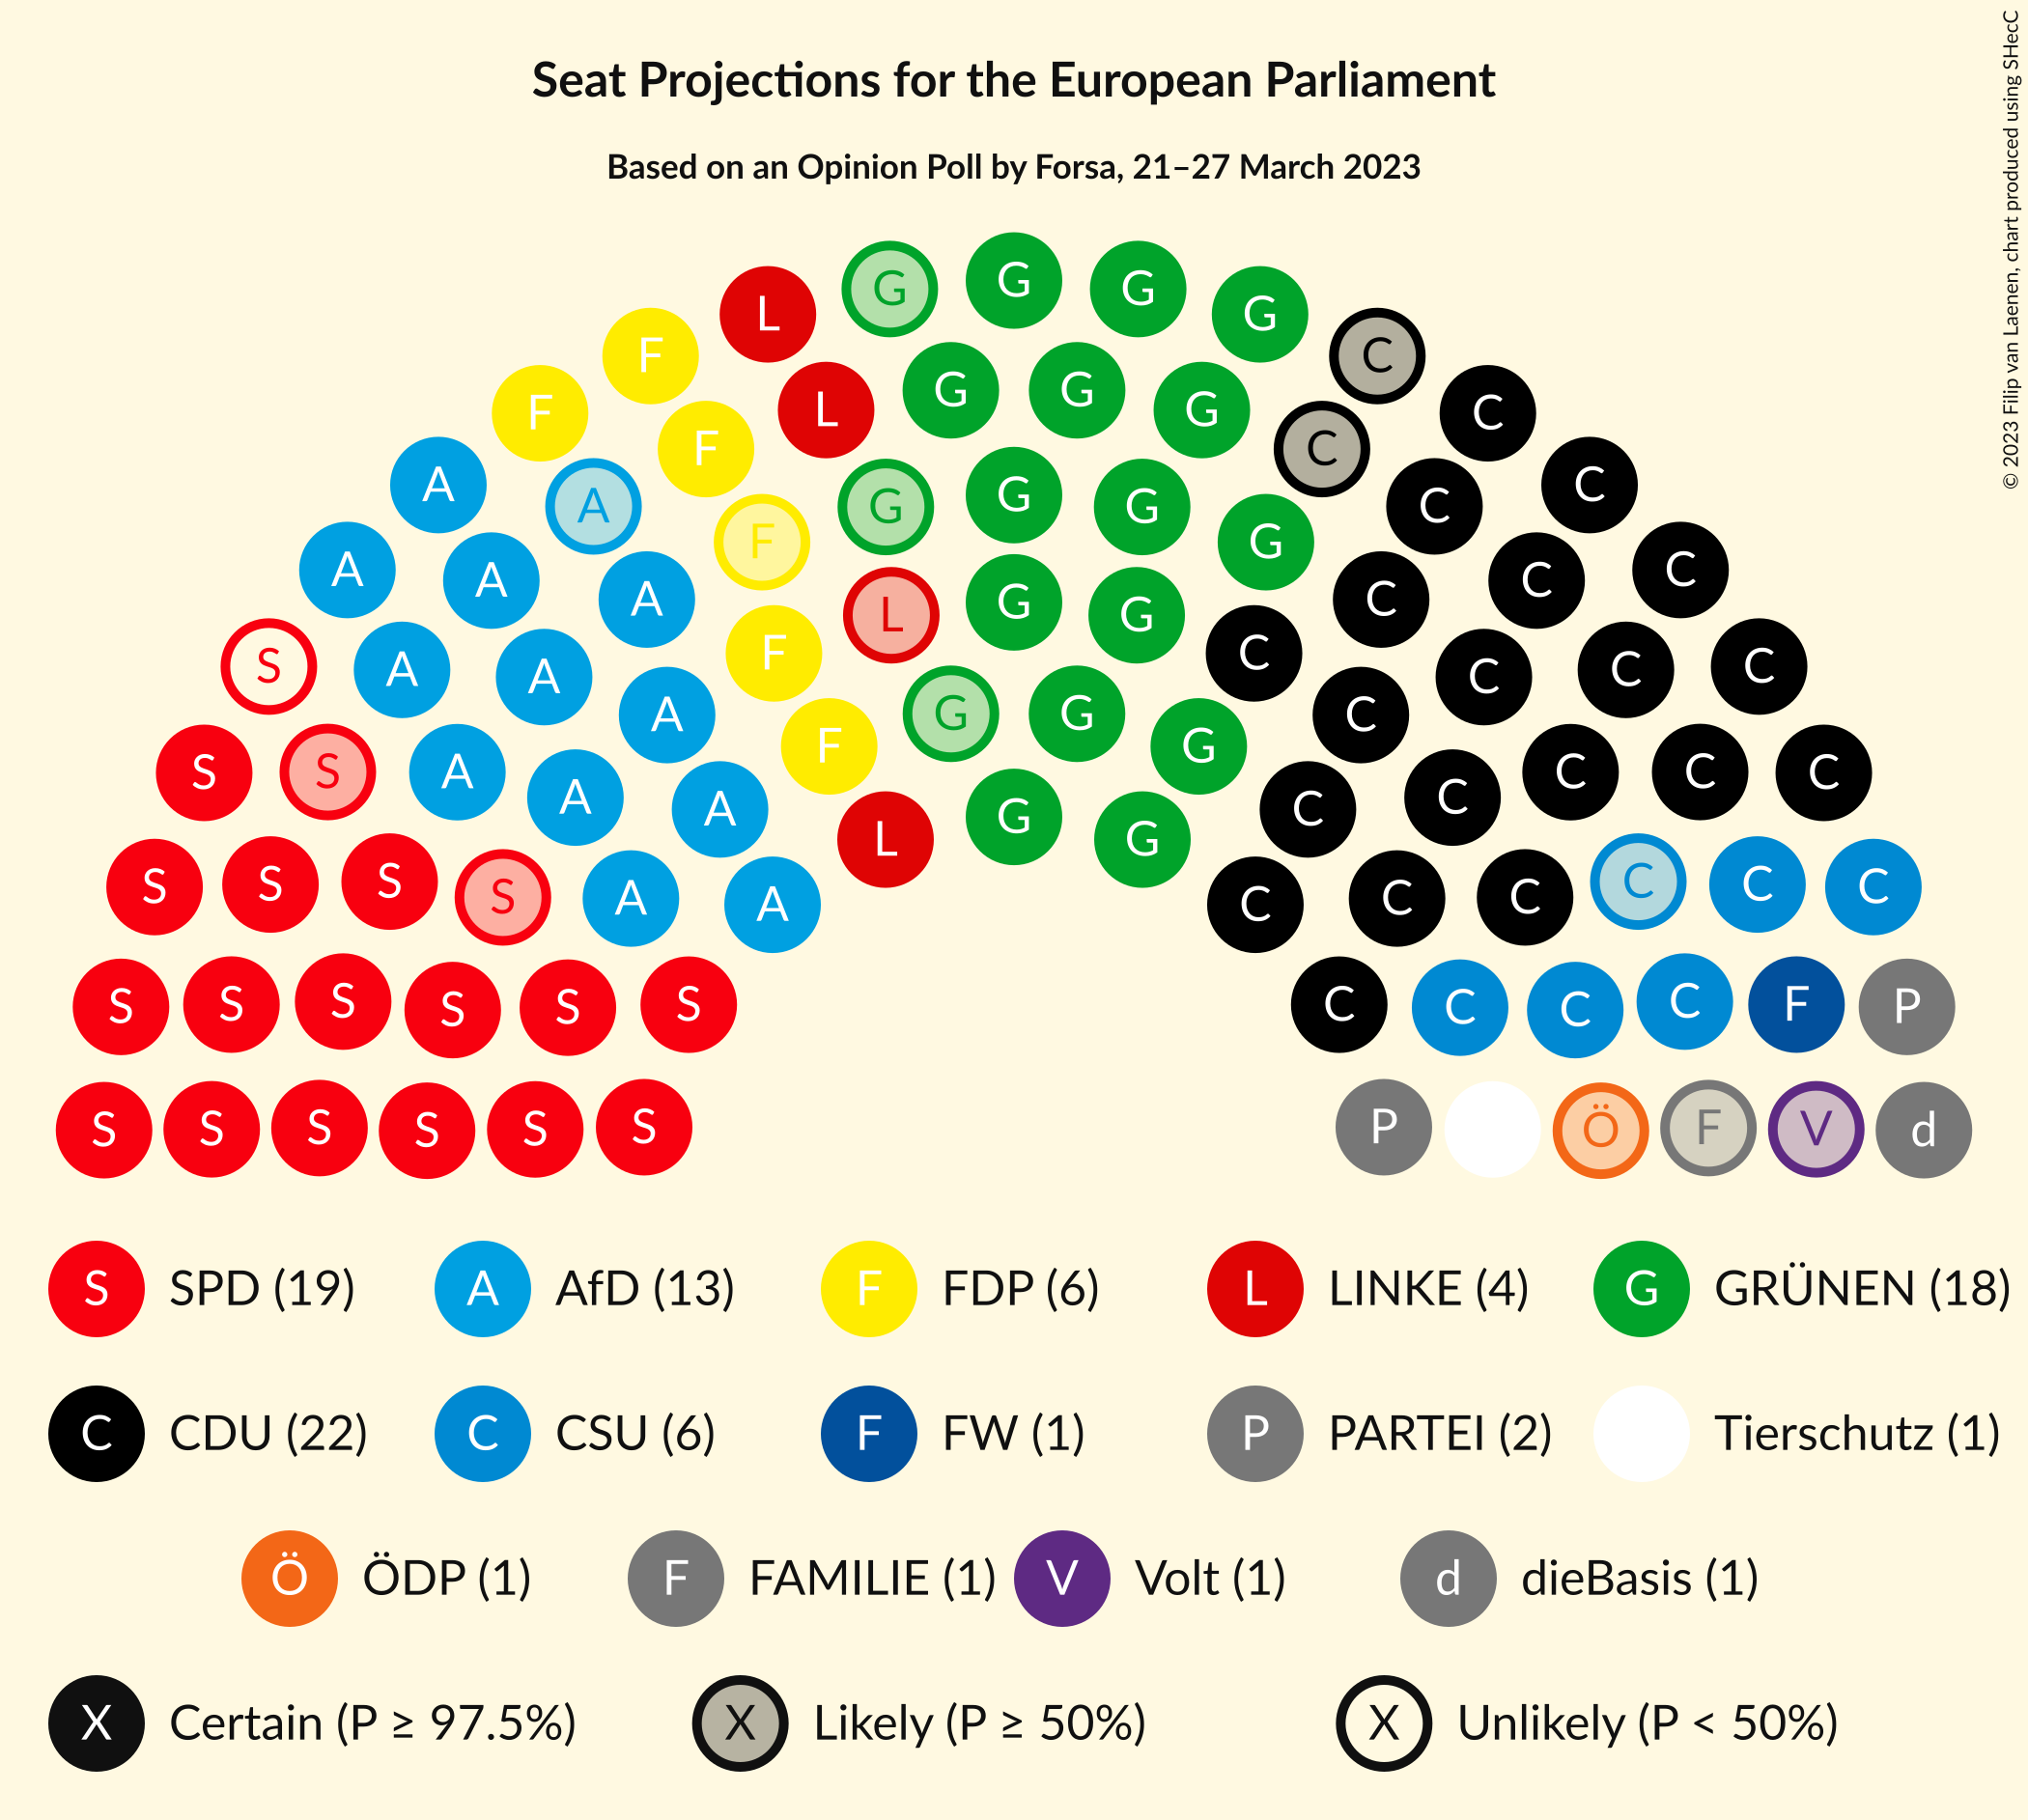 Seat Projections for the European Parliament
Based on an Opinion Poll by Forsa, 21–27 March 2023
© 2023 Filip van Laenen, chart produced using SHecC
G G G
L G
F C
F L G G G C
F C
A A C C
F G G G
A F G C
A A A C C C
L G G
S A A F C C C C
A G G C C
S S A F G C C C
A A C C
L G G
S S S C C C
S A A C C C
S S S S S S C C C C F P
S S S S S S P Ö F V d
S SPD (19) A AfD (13) F FDP (6) L LINKE (4) G GRÜNEN (18)
C CDU (22) C CSU (6) F FW (1) P PARTEI (2) Tierschutz (1)
Ö ÖDP (1) F FAMILIE (1) V Volt (1) d dieBasis (1)
X Certain (P ≥ 97.5%) X Likely (P ≥ 50%) X Unlikely (P < 50%)